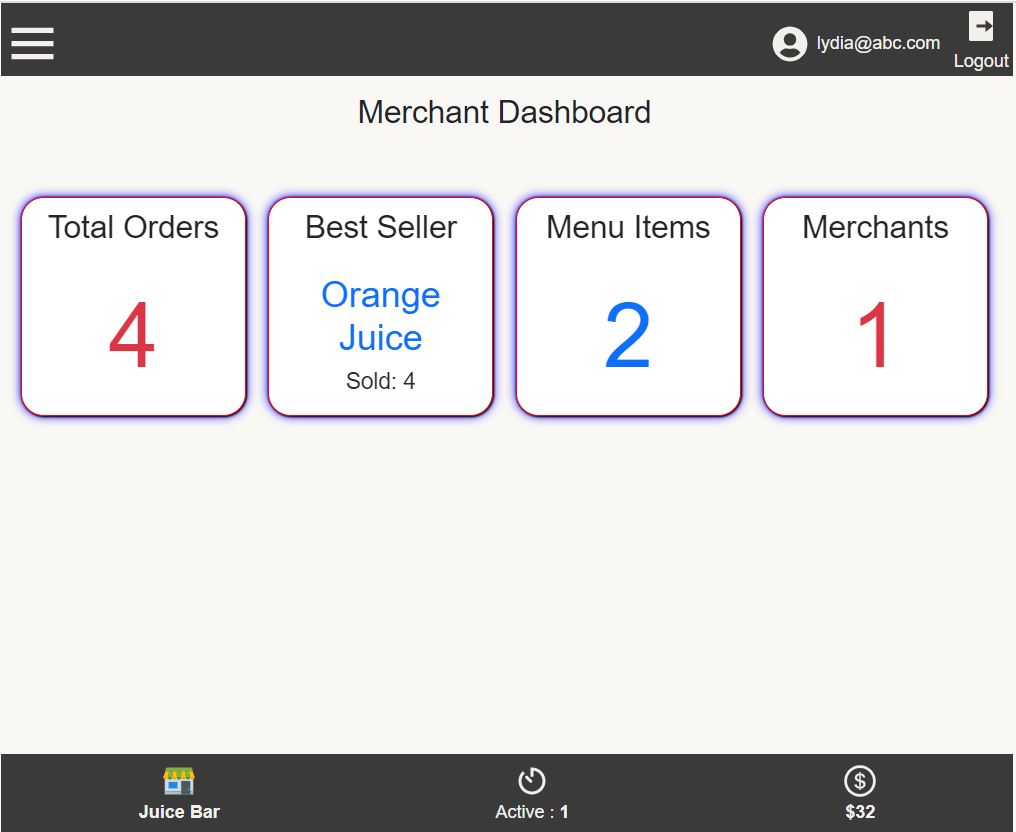 lydia@abc.com
Logout
Merchant Dashboard
Total Orders
4
Best Seller
Orange
Juice
Sold: 4
Menu Items
2
Merchants
1
Juice Bar
Active : 1
$32